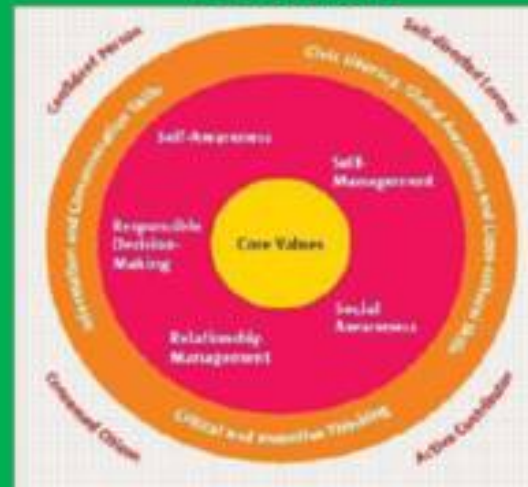 Confident Person
Self-directed Learner
Information and Communication Skills
Civic Literacy, Global Awareness and Cross-cultural Skills
Self-Awareness
Self-
Management
Responsible
Decision-
Making
Core Values
Social
Awareness
Relationship
Management
Critical and Inventive Thinking
Concerned Citizen
Active Contributor